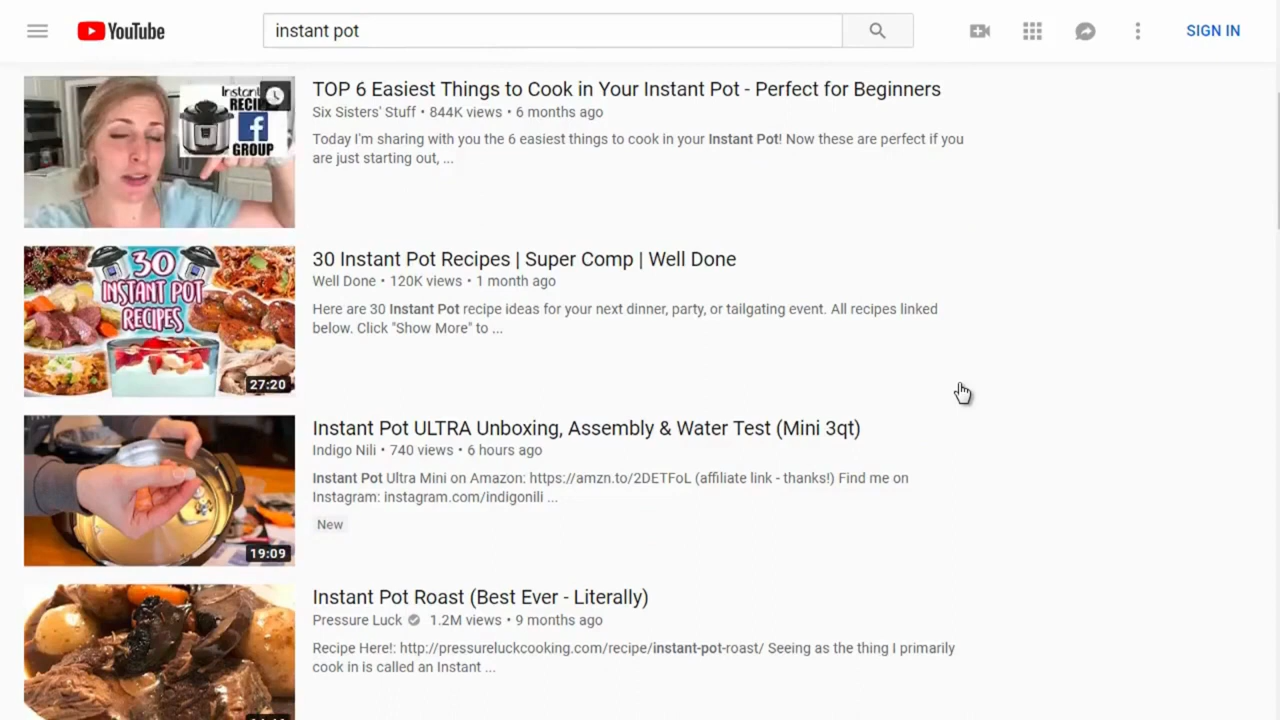 YouTube
instant pot
SIGN IN
Instant
RECIP
GROUP
TOP 6 Easiest Things to Cook in Your Instant Pot - Perfect for Beginners
Six Sisters' Stuff • 844K views • 6 months ago
Today I'm sharing with you the 6 easiest things to cook in your Instant Pot! Now these are perfect if you
are just starting out, ...
30
INSTANT POT
RECIPES
27:20
30 Instant Pot Recipes | Super Comp | Well Done
Well Done • 120K views • 1 month ago
Here are 30 Instant Pot recipe ideas for your next dinner, party, or tailgating event. All recipes linked
below. Click "Show More" to ...
19:09
Instant Pot ULTRA Unboxing, Assembly & Water Test (Mini 3qt)
Indigo Nili • 740 views • 6 hours ago
Instant Pot Ultra Mini on Amazon: https://amzn.to/2DETFoL (affiliate link - thanks!) Find me on
Instagram: instagram.com/indigonili ...
New
Instant Pot Roast (Best Ever - Literally)
Pressure Luck 1.2M views • 9 months ago
Recipe Here!: http://pressureluckcooking.com/recipe/instant-pot-roast/ Seeing as the thing I primarily
cook in is called an Instant ...